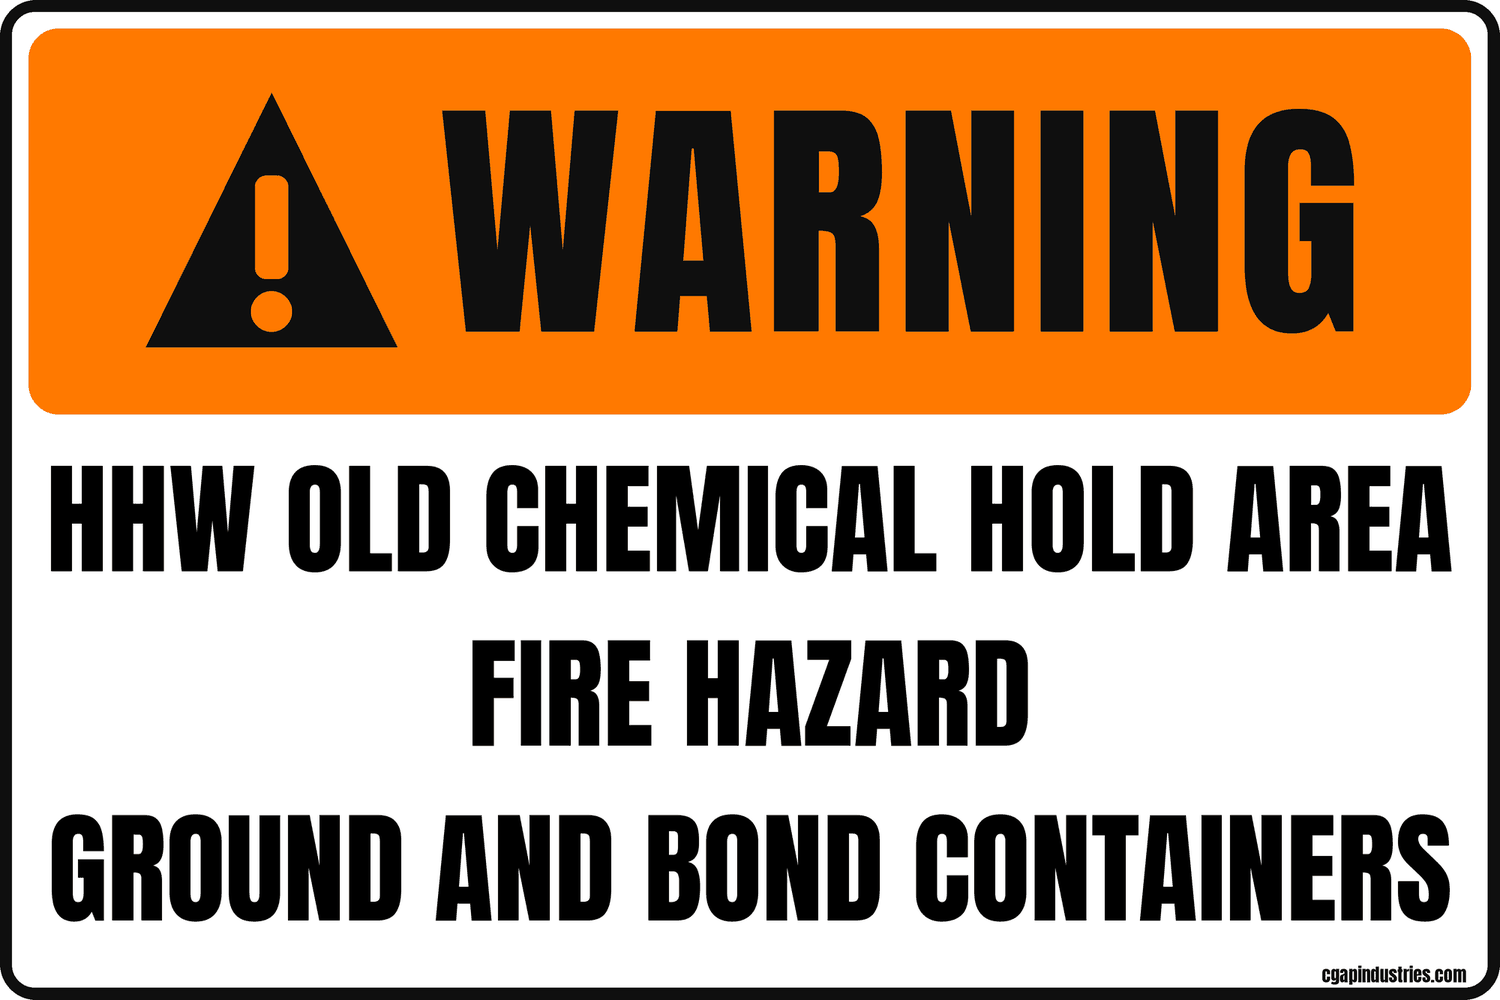 WARNING
HHW OLD CHEMICAL HOLD AREA
FIRE HAZARD
GROUND AND BOND CONTAINERS
cgapindustries.com